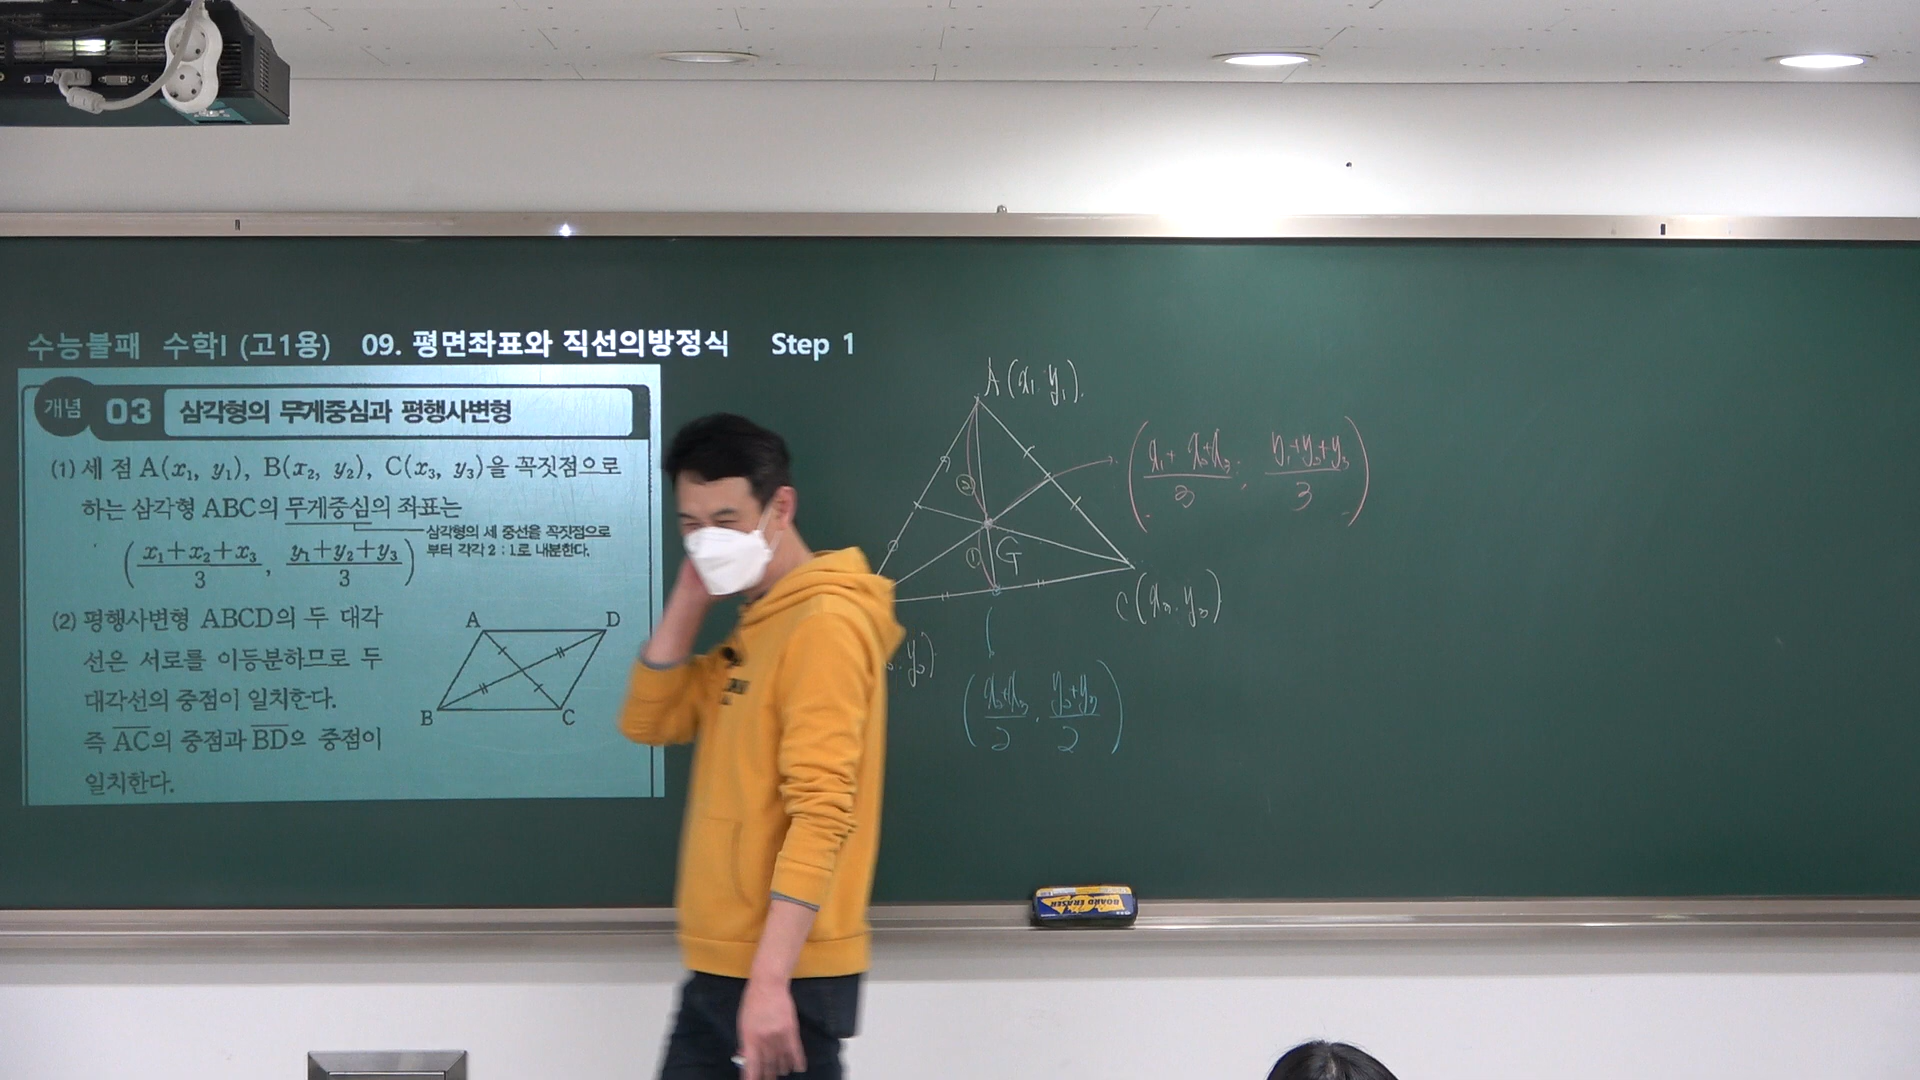 수능불패 수학I (고1용) 09. 평면좌표와 직선의방정식 Step 1
개념 03 삼각형의 무게중심과 평행사변형
(1) 세 점 A(x₁, y₁), B(x₂, y₂), C(x₃, y₃)을 꼭짓점으로
하는 삼각형 ABC의 무게중심의 좌표는
삼각형의 세 중선을 꼭짓점으로
부터 각각 2 : 1로 내분한다.
(x₁+x₂+x₃/3, y₁+y₂+y₃/3)
(2) 평행사변형 ABCD의 두 대각
선은 서로를 이등분하므로 두
대각선의 중점이 일치한다.
즉 A̅C̅의 중점과 B̅D̅으 중점이
일치한다.
A D
B C
A(x₁, y₁)
(x₁+x₂+x₃/3, y₁+y₂+y₃/3)
②
① G
C(x₃, y₃)
y₂)
(x₂+x₃/2, y₂+y₃/2)
BOARD ERASER